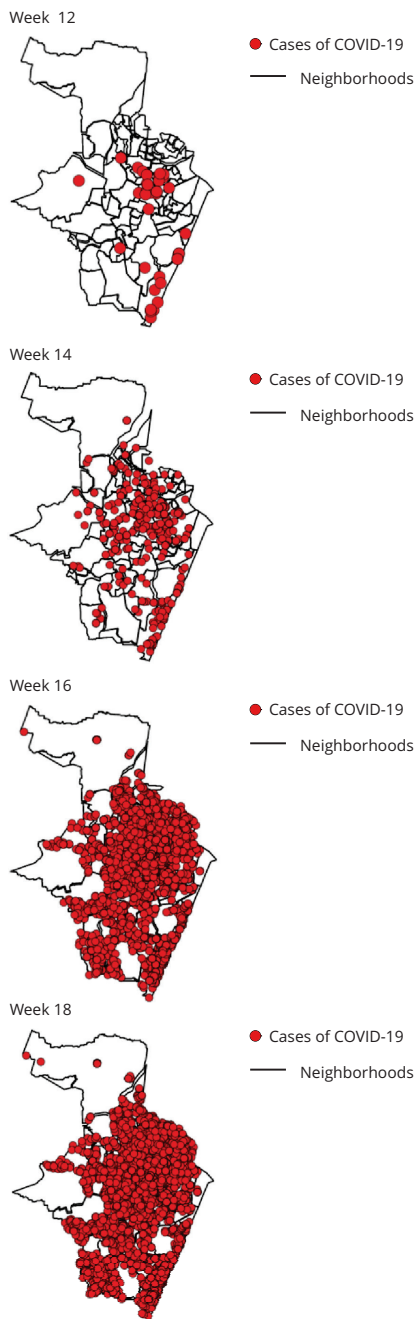 Week 12
Cases of COVID-19
Neighborhoods
Week 14
Cases of COVID-19
Neighborhoods
Week 16
Cases of COVID-19
Neighborhoods
Week 18
Cases of COVID-19
Neighborhoods